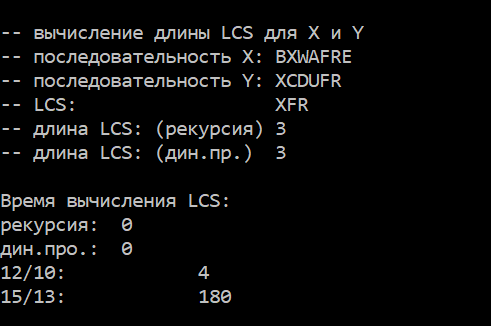 -- вычисление длины LCS для X и Y
-- последовательность X: BXWAFRE
-- последовательность Y: XCDUFR
-- LCS: XFR
-- длина LCS: (рекурсия) 3
-- длина LCS: (дин.пр.) 3
Время вычисления LCS:
рекурсия: 0
дин.про.: 0
12/10: 4
15/13: 180